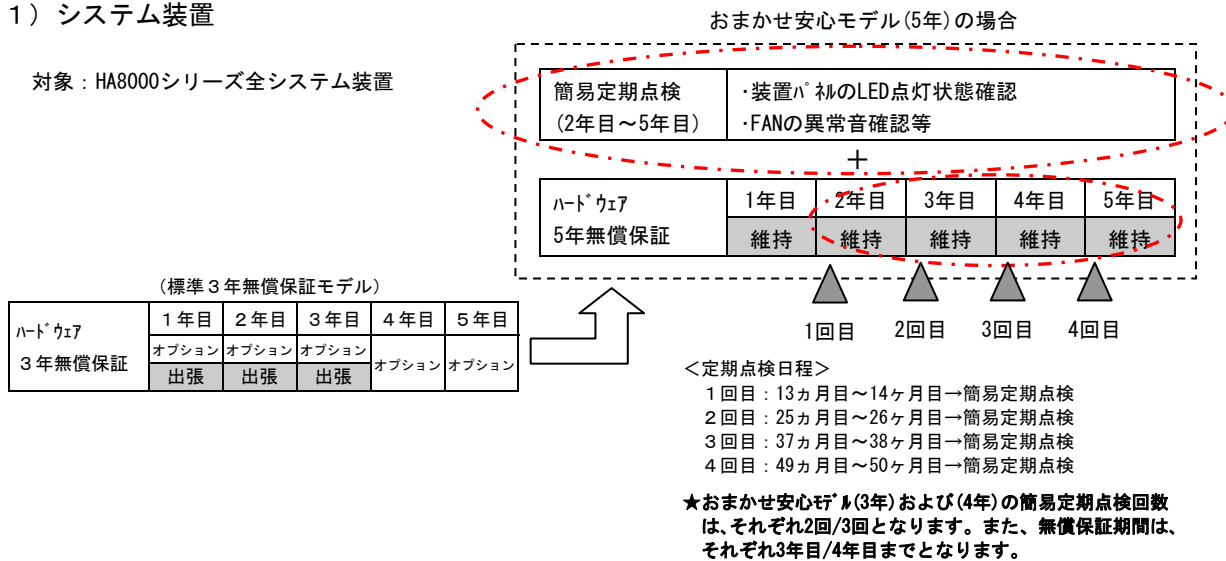 １）システム装置
おまかせ安心モデル(5年)の場合
対象：HA8000シリーズ全システム装置
簡易定期点検
(2年目～5年目)
･装置ﾊﾟﾈﾙのLED点灯状態確認
･FANの異常音確認等
＋
ﾊｰﾄﾞｳｪｱ
5年無償保証
1年目 2年目 3年目 4年目 5年目
維持 維持 維持 維持 維持
1回目 2回目 3回目 4回目
(標準３年無償保証モデル)
ﾊｰﾄﾞｳｪｱ
３年無償保証
１年目 ２年目 ３年目 ４年目 ５年目
オプション オプション オプション オプション オプション
出張 出張 出張
＜定期点検日程＞
１回目：13ヵ月目～14ヶ月目→簡易定期点検
２回目：25ヵ月目～26ヶ月目→簡易定期点検
３回目：37ヵ月目～38ヶ月目→簡易定期点検
４回目：49ヵ月目～50ヶ月目→簡易定期点検
★おまかせ安心ﾓﾃﾞﾙ(3年)および(4年)の簡易定期点検回数
は､それぞれ2回/3回となります。また、無償保証期間は、
それぞれ3年目/4年目までとなります。